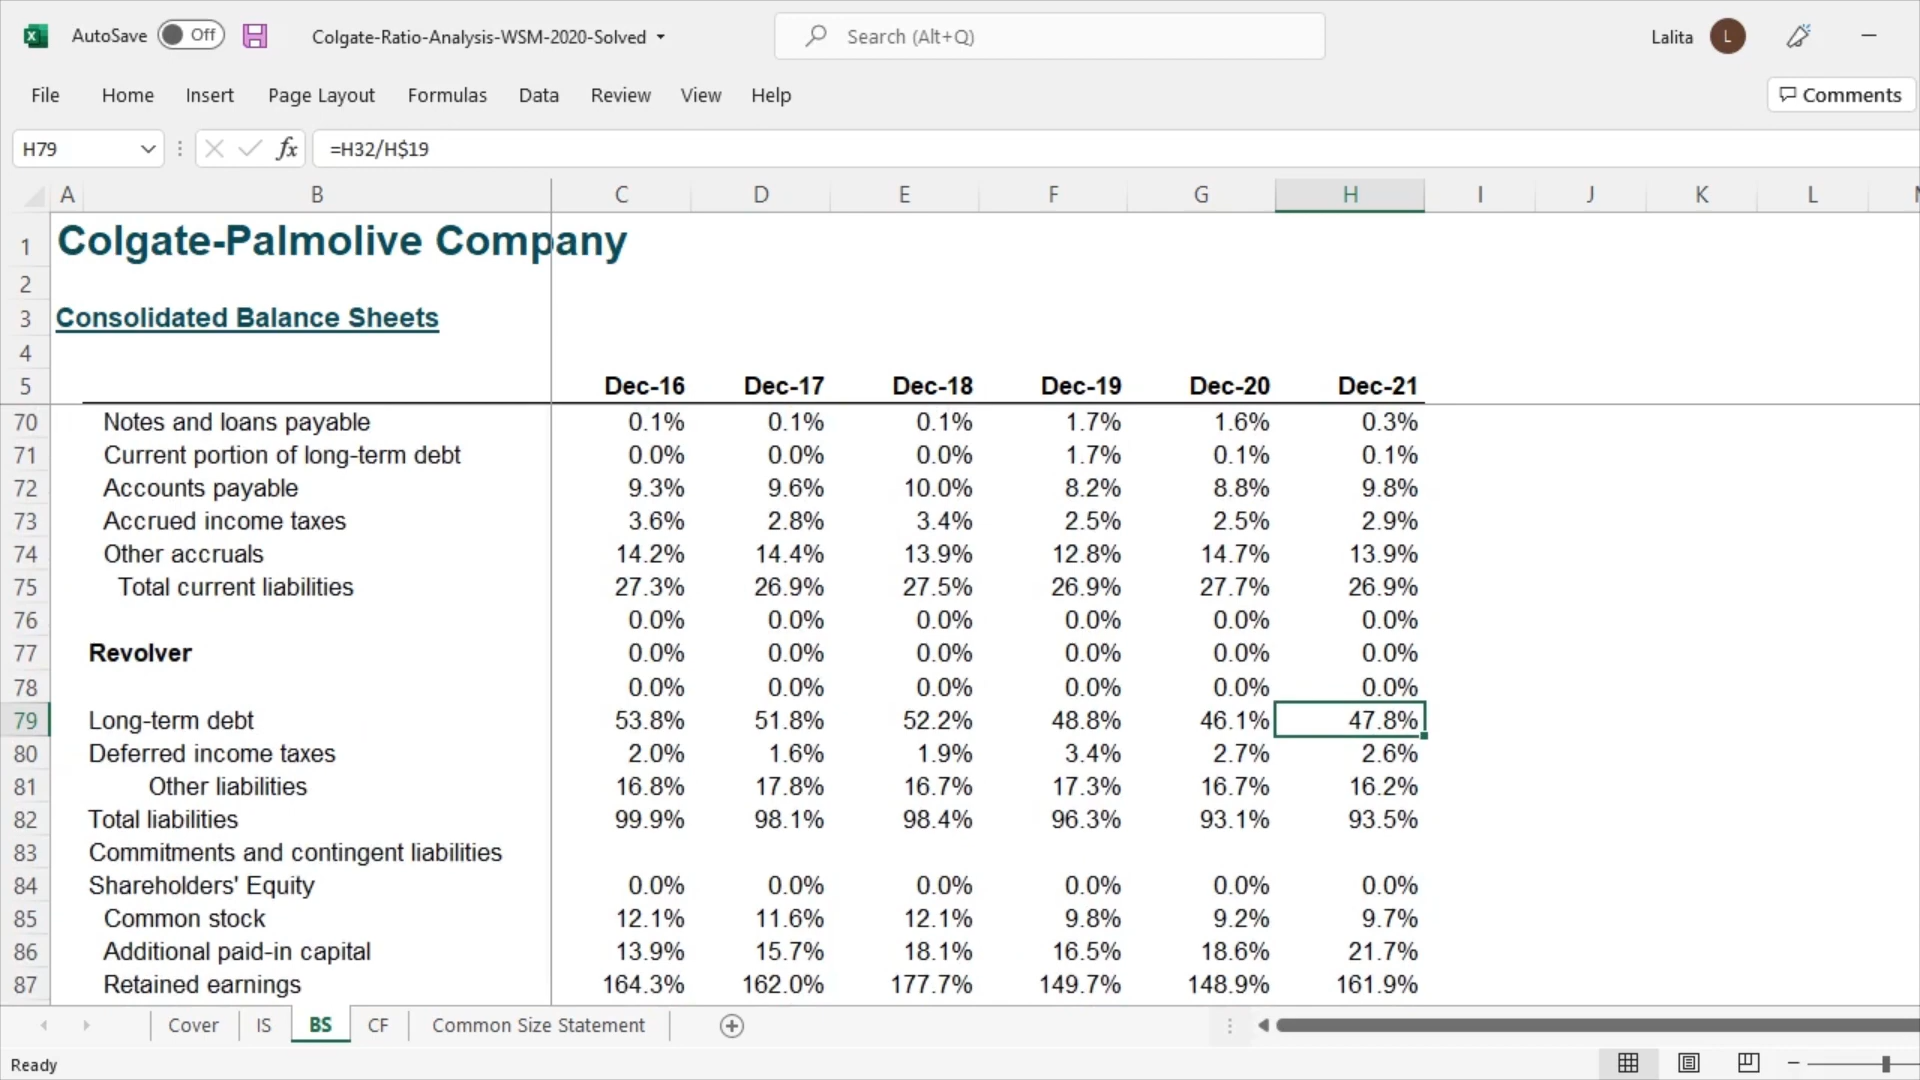 AutoSave Off Colgate-Ratio-Analysis-WSM-2020-Solved Search (Alt+Q) Lalita L
File Home Insert Page Layout Formulas Data Review View Help Comments
H79 fx =H32/H$19
A B C D E F G H I J K L
1 Colgate-Palmolive Company
2
3 Consolidated Balance Sheets
4
5 Dec-16 Dec-17 Dec-18 Dec-19 Dec-20 Dec-21
70 Notes and loans payable 0.1% 0.1% 0.1% 1.7% 1.6% 0.3%
71 Current portion of long-term debt 0.0% 0.0% 0.0% 1.7% 0.1% 0.1%
72 Accounts payable 9.3% 9.6% 10.0% 8.2% 8.8% 9.8%
73 Accrued income taxes 3.6% 2.8% 3.4% 2.5% 2.5% 2.9%
74 Other accruals 14.2% 14.4% 13.9% 12.8% 14.7% 13.9%
75 Total current liabilities 27.3% 26.9% 27.5% 26.9% 27.7% 26.9%
76 0.0% 0.0% 0.0% 0.0% 0.0% 0.0%
77 Revolver 0.0% 0.0% 0.0% 0.0% 0.0% 0.0%
78 0.0% 0.0% 0.0% 0.0% 0.0% 0.0%
79 Long-term debt 53.8% 51.8% 52.2% 48.8% 46.1% 47.8%
80 Deferred income taxes 2.0% 1.6% 1.9% 3.4% 2.7% 2.6%
81 Other liabilities 16.8% 17.8% 16.7% 17.3% 16.7% 16.2%
82 Total liabilities 99.9% 98.1% 98.4% 96.3% 93.1% 93.5%
83 Commitments and contingent liabilities
84 Shareholders' Equity 0.0% 0.0% 0.0% 0.0% 0.0% 0.0%
85 Common stock 12.1% 11.6% 12.1% 9.8% 9.2% 9.7%
86 Additional paid-in capital 13.9% 15.7% 18.1% 16.5% 18.6% 21.7%
87 Retained earnings 164.3% 162.0% 177.7% 149.7% 148.9% 161.9%
Cover IS BS CF Common Size Statement
Ready